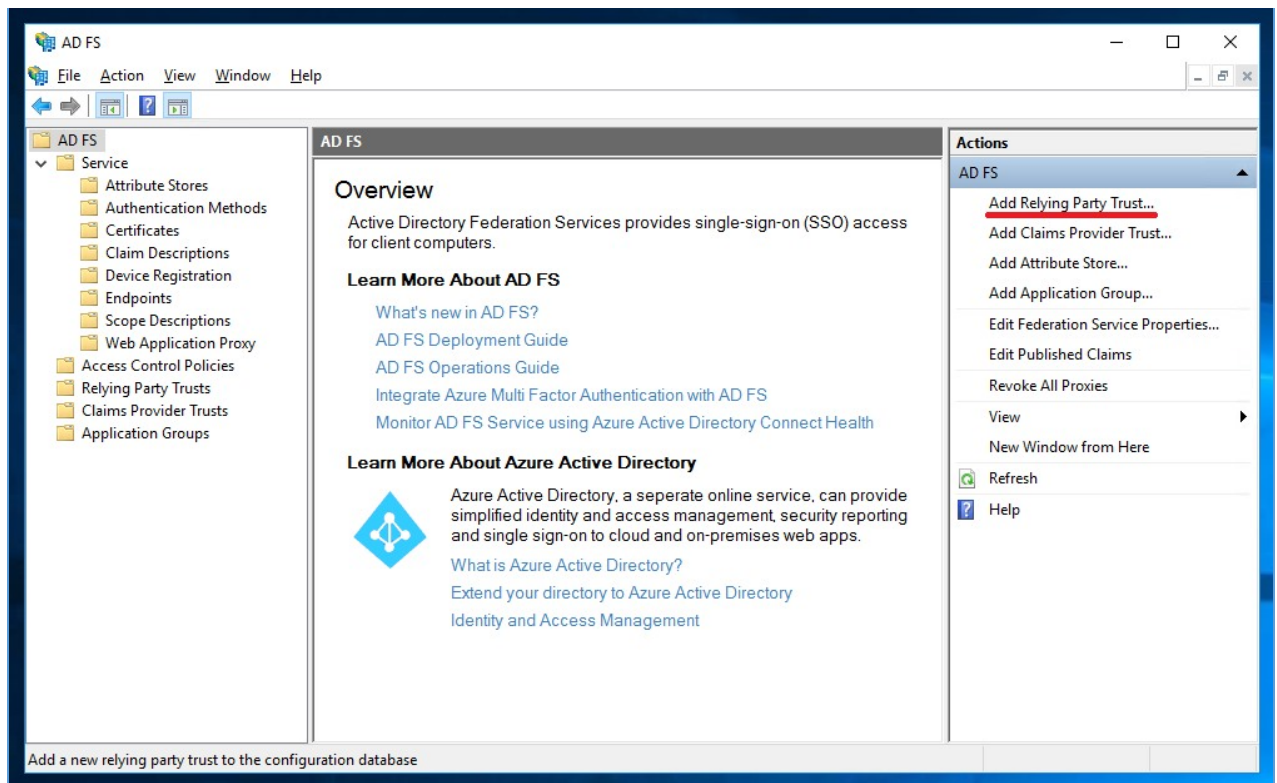 AD FS
File Action View Window Help
AD FS
Service
Attribute Stores
Authentication Methods
Certificates
Claim Descriptions
Device Registration
Endpoints
Scope Descriptions
Web Application Proxy
Access Control Policies
Relying Party Trusts
Claims Provider Trusts
Application Groups
AD FS
Overview
Active Directory Federation Services provides single-sign-on (SSO) access
for client computers.
Learn More About AD FS
What's new in AD FS?
AD FS Deployment Guide
AD FS Operations Guide
Integrate Azure Multi Factor Authentication with AD FS
Monitor AD FS Service using Azure Active Directory Connect Health
Learn More About Azure Active Directory
Azure Active Directory, a seperate online service, can provide
simplified identity and access management, security reporting
and single sign-on to cloud and on-premises web apps.
What is Azure Active Directory?
Extend your directory to Azure Active Directory
Identity and Access Management
Actions
AD FS
Add Relying Party Trust...
Add Claims Provider Trust...
Add Attribute Store...
Add Application Group...
Edit Federation Service Properties...
Edit Published Claims
Revoke All Proxies
View
New Window from Here
Refresh
Help
Add a new relying party trust to the configuration database